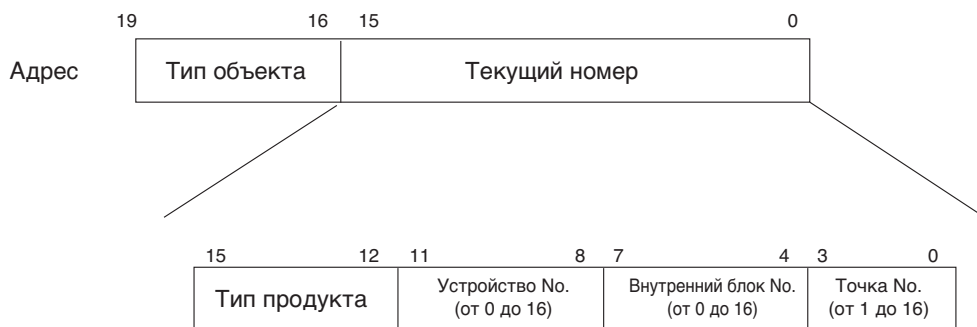 19 16 15 0
Адрес Тип объекта Текущий номер
15 12 11 8 7 4 3 0
Тип продукта Устройство No. Внутренний блок No. Точка No.
(от 0 до 16) (от 0 до 16) (от 1 до 16)